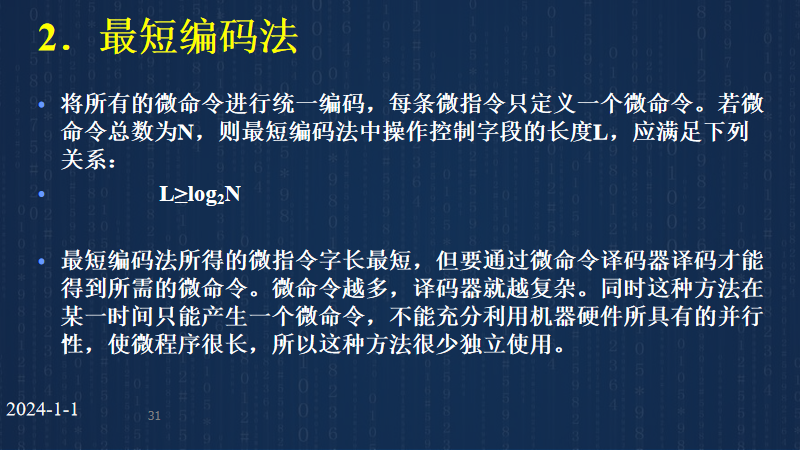 2．最短编码法
• 将所有的微命令进行统一编码，每条微指令只定义一个微命令。若微
命令总数为N，则最短编码法中操作控制字段的长度L，应满足下列
关系：
• L≥log₂N
• 最短编码法所得的微指令字长最短，但要通过微命令译码器译码才能
得到所需的微命令。微命令越多，译码器就越复杂。同时这种方法在
某一时间只能产生一个微命令，不能充分利用机器硬件所具有的并行
性，使微程序很长，所以这种方法很少独立使用。
2024-1-1
31